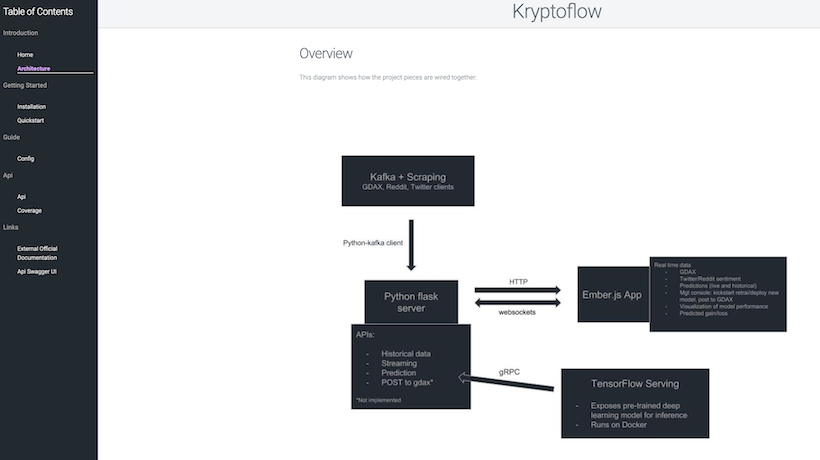 Table of Contents
Introduction
Home
Architecture
Getting Started
Installation
Quickstart
Guide
Config
Api
Api
Coverage
Links
External Official
Documentation
Api Swagger UI
Kryptoflow
Overview
This diagram shows how the project pieces are wired together:
Kafka + Scraping
GDAX, Reddit, Twitter clients
Python-kafka client
Python flask
server
APIs:
- Historical data
- Streaming
- Prediction
- POST to gdax*
*Not implemented
HTTP
websockets
Ember.js App
Real time data
- GDAX
- Twitter/Reddit sentiment
- Predictions (live and historical)
- Mgt console: kickstart retrai/deploy new
model, post to GDAX
- Visualization of model performance
- Predicted gain/loss
gRPC
TensorFlow Serving
- Exposes pre-trained deep
learning model for inference
- Runs on Docker